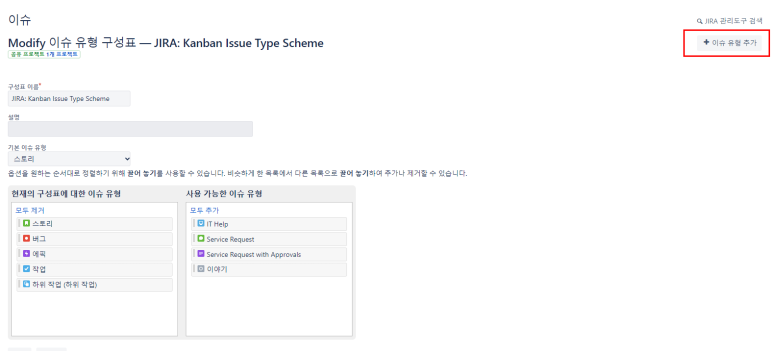 이슈
JIRA 관리도구 검색
Modify 이슈 유형 구성표 — JIRA: Kanban Issue Type Scheme
공동 프로젝트 1개 프로젝트
+ 이슈 유형 추가
구성표 이름*
JIRA: Kanban Issue Type Scheme
설명
기본 이슈 유형
스토리
옵션을 원하는 순서대로 정렬하기 위해 끌어 놓기를 사용할 수 있습니다. 비슷하게 한 목록에서 다른 목록으로 끌어 놓기하여 추가나 제거할 수 있습니다.
현재의 구성표에 대한 이슈 유형
모두 제거
스토리
버그
에픽
작업
하위 작업 (하위 작업)
사용 가능한 이슈 유형
모두 추가
IT Help
Service Request
Service Request with Approvals
이야기